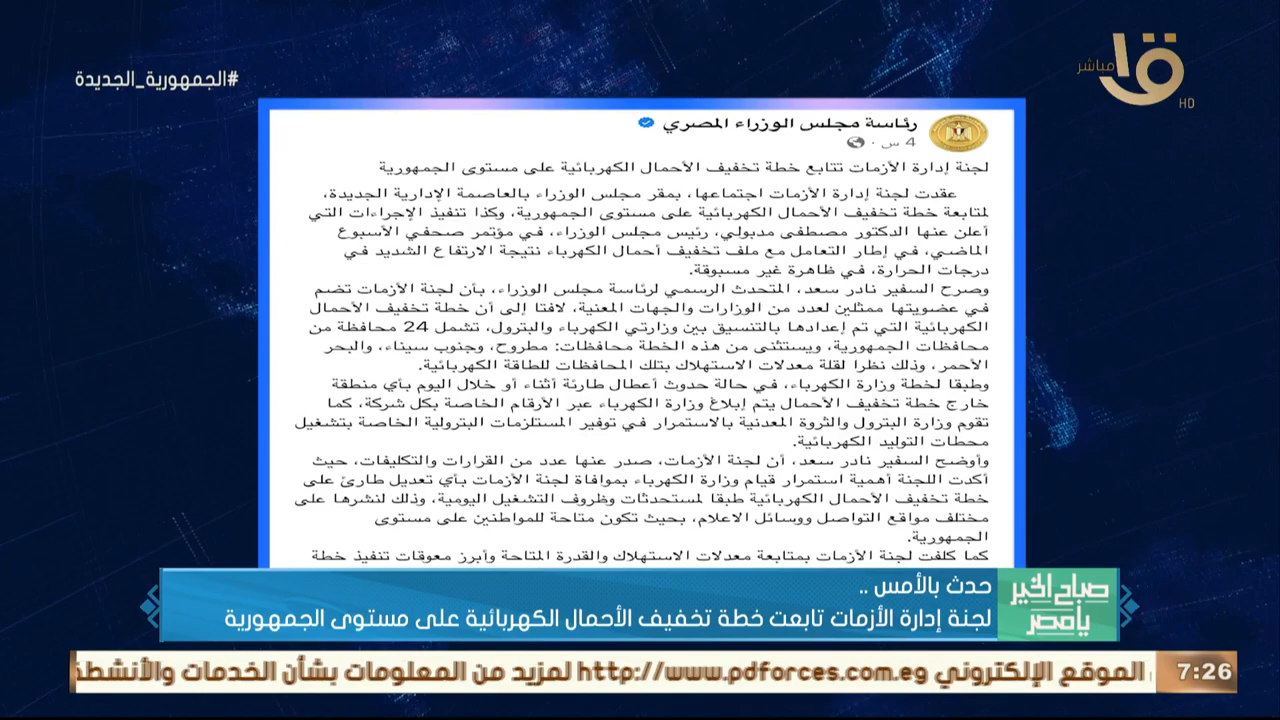 #الجمهورية_الجديدة
مباشر
HD
رئاسة مجلس الوزراء المصري
4 س ·
لجنة إدارة الأزمات تتابع خطة تخفيف الأحمال الكهربائية على مستوى الجمهورية
عقدت لجنة إدارة الأزمات اجتماعها، بمقر مجلس الوزراء بالعاصمة الإدارية الجديدة،
لمتابعة خطة تخفيف الأحمال الكهربائية على مستوى الجمهورية، وكذا تنفيذ الإجراءات التي
أعلن عنها الدكتور مصطفى مدبولي، رئيس مجلس الوزراء، في مؤتمر صحفي الأسبوع
الماضي، في إطار التعامل مع ملف تخفيف أحمال الكهرباء نتيجة الارتفاع الشديد في
درجات الحرارة، في ظاهرة غير مسبوقة.
وصرح السفير نادر سعد، المتحدث الرسمي لرئاسة مجلس الوزراء، بأن لجنة الأزمات تضم
في عضويتها ممثلين لعدد من الوزارات والجهات المعنية، لافتا إلى أن خطة تخفيف الأحمال
الكهربائية التي تم إعدادها بالتنسيق بين وزارتي الكهرباء والبترول، تشمل 24 محافظة من
محافظات الجمهورية، ويستثنى من هذه الخطة محافظات: مطروح، وجنوب سيناء، والبحر
الأحمر، وذلك نظرا لقلة معدلات الاستهلاك بتلك المحافظات للطاقة الكهربائية.
وطبقا لخطة وزارة الكهرباء، في حالة حدوث أعطال طارئة أثناء أو خلال اليوم بأي منطقة
خارج خطة تخفيف الأحمال يتم إبلاغ وزارة الكهرباء عبر الأرقام الخاصة بكل شركة، كما
تقوم وزارة البترول والثروة المعدنية بالاستمرار في توفير المستلزمات البترولية الخاصة بتشغيل
محطات التوليد الكهربائية.
وأوضح السفير نادر سعد، أن لجنة الأزمات، صدر عنها عدد من القرارات والتكليفات، حيث
أكدت اللجنة أهمية استمرار قيام وزارة الكهرباء بموافاة لجنة الأزمات بأي تعديل طارئ على
خطة تخفيف الأحمال الكهربائية طبقا لمستحدثات وظروف التشغيل اليومية، وذلك لنشرها على
مختلف مواقع التواصل ووسائل الاعلام، بحيث تكون متاحة للمواطنين على مستوى
الجمهورية.
كما كلفت لجنة الأزمات بمتابعة معدلات الاستهلاك والقدرة المتاحة وأبرز معوقات تنفيذ خطة
حدث بالأمس ..
لجنة إدارة الأزمات تابعت خطة تخفيف الأحمال الكهربائية على مستوى الجمهورية
صباح الخير
يا مصر
7:26
الموقع الإلكتروني http://www.pdforces.com.eg لمزيد من المعلومات بشأن الخدمات والأنشطة